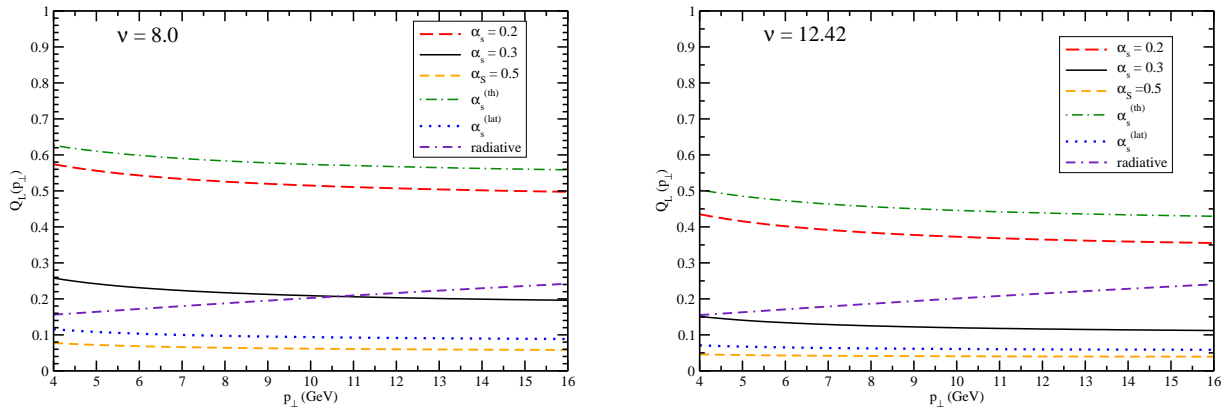 ν = 8.0
α_s = 0.2
α_s = 0.3
α_S = 0.5
α_s^(th)
α_s^(lat)
radiative
1
0.9
0.8
0.7
0.6
0.5
0.4
0.3
0.2
0.1
0
Q_L(p_⊥)
4 5 6 7 8 9 10 11 12 13 14 15 16
p_⊥(GeV)
ν = 12.42
α_s = 0.2
α_s = 0.3
α_S =0.5
α_s^(th)
α_s^(lat)
radiative
1
0.9
0.8
0.7
0.6
0.5
0.4
0.3
0.2
0.1
0
Q_L(p_⊥)
4 5 6 7 8 9 10 11 12 13 14 15 16
p_⊥(GeV)